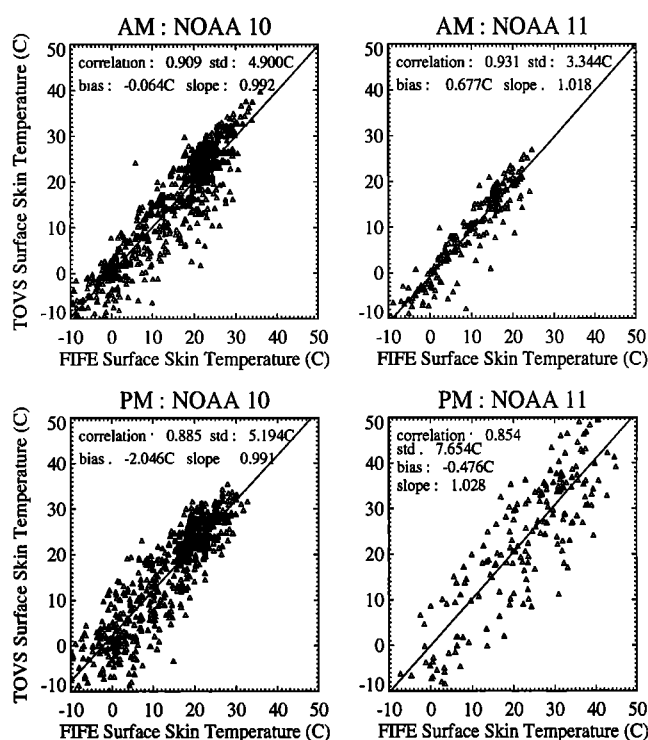 AM : NOAA 10
correlation : 0.909 std : 4.900C
bias : -0.064C slope : 0.992
50
40
30
20
10
0
-10
TOVS Surface Skin Temperature (C)
-10 0 10 20 30 40 50
FIFE Surface Skin Temperature (C)
AM : NOAA 11
correlation : 0.931 std : 3.344C
bias : 0.677C slope . 1.018
50
40
30
20
10
0
-10
-10 0 10 20 30 40 50
FIFE Surface Skin Temperature (C)
PM : NOAA 10
correlation · 0.885 std : 5.194C
bias . -2.046C slope 0.991
50
40
30
20
10
0
-10
TOVS Surface Skin Temperature (C)
-10 0 10 20 30 40 50
FIFE Surface Skin Temperature (C)
PM : NOAA 11
correlation · 0.854
std . 7.654C
bias : -0.476C
slope : 1.028
50
40
30
20
10
0
-10
-10 0 10 20 30 40 50
FIFE Surface Skin Temperature (C)